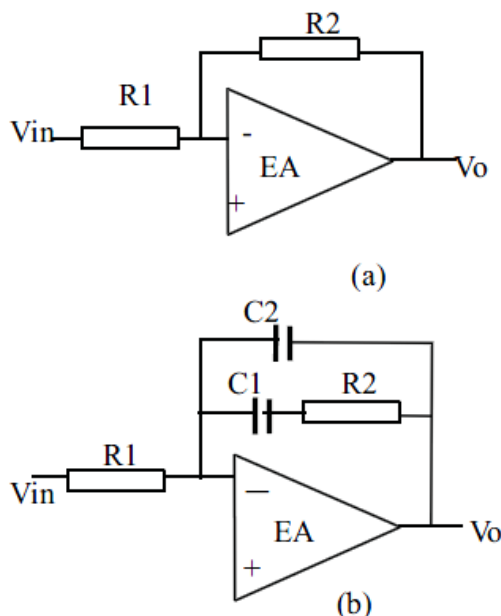 R2
R1
Vin
-
EA
Vo
+
(a)
C2
C1
R2
R1
Vin
—
EA
Vo
+
(b)